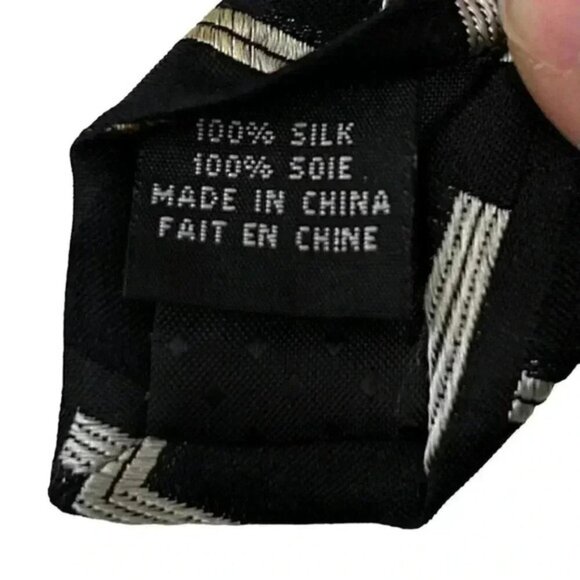 100% SILK
100% SOIE
MADE IN CHINA
FAIT EN CHINE